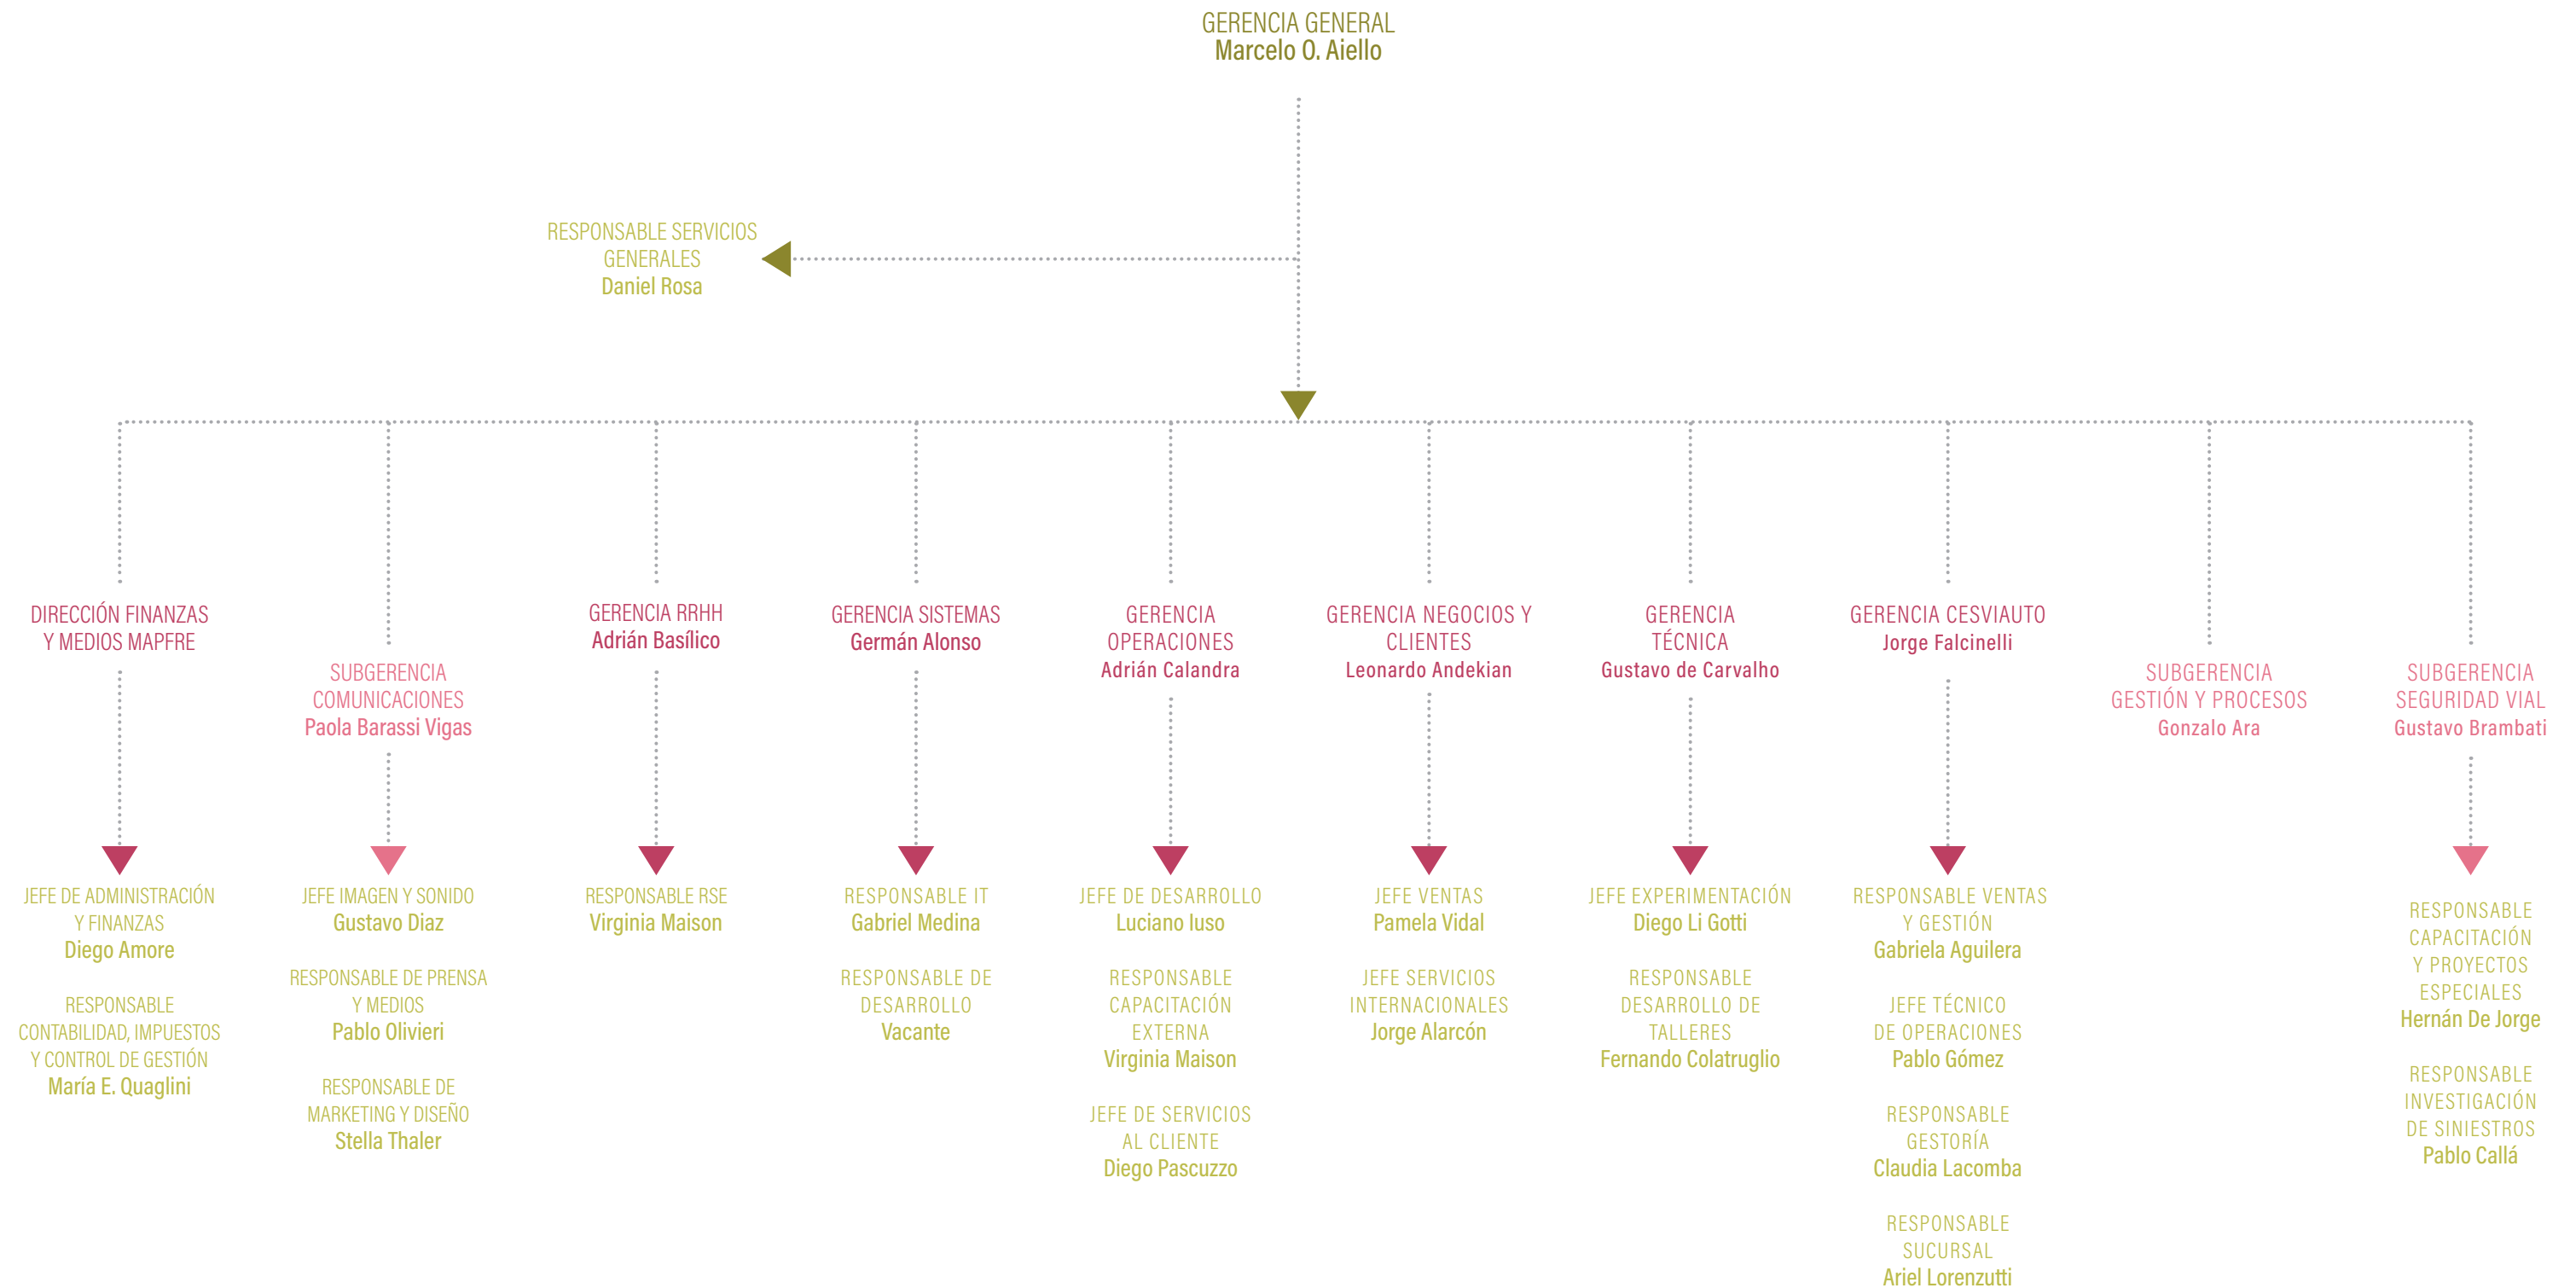 GERENCIA GENERAL
Marcelo O. Aiello
RESPONSABLE SERVICIOS
GENERALES
Daniel Rosa
DIRECCIÓN FINANZAS
Y MEDIOS MAPFRE
SUBGERENCIA
COMUNICACIONES
Paola Barassi Vigas
GERENCIA RRHH
Adrián Basílico
GERENCIA SISTEMAS
Germán Alonso
GERENCIA
OPERACIONES
Adrián Calandra
GERENCIA NEGOCIOS Y
CLIENTES
Leonardo Andekian
GERENCIA
TÉCNICA
Gustavo de Carvalho
GERENCIA CESVIAUTO
Jorge Falcinelli
SUBGERENCIA
GESTIÓN Y PROCESOS
Gonzalo Ara
SUBGERENCIA
SEGURIDAD VIAL
Gustavo Brambati
JEFE DE ADMINISTRACIÓN
Y FINANZAS
Diego Amore
RESPONSABLE
CONTABILIDAD, IMPUESTOS
Y CONTROL DE GESTIÓN
María E. Quaglini
JEFE IMAGEN Y SONIDO
Gustavo Diaz
RESPONSABLE DE PRENSA
Y MEDIOS
Pablo Olivieri
RESPONSABLE DE
MARKETING Y DISEÑO
Stella Thaler
RESPONSABLE RSE
Virginia Maison
RESPONSABLE IT
Gabriel Medina
RESPONSABLE DE
DESARROLLO
Vacante
JEFE DE DESARROLLO
Luciano Iuso
RESPONSABLE
CAPACITACIÓN
EXTERNA
Virginia Maison
JEFE DE SERVICIOS
AL CLIENTE
Diego Pascuzzo
JEFE VENTAS
Pamela Vidal
JEFE SERVICIOS
INTERNACIONALES
Jorge Alarcón
JEFE EXPERIMENTACIÓN
Diego Li Gotti
RESPONSABLE
DESARROLLO DE
TALLERES
Fernando Colatruglio
RESPONSABLE VENTAS
Y GESTIÓN
Gabriela Aguilera
JEFE TÉCNICO
DE OPERACIONES
Pablo Gómez
RESPONSABLE
GESTORÍA
Claudia Lacomba
RESPONSABLE
SUCURSAL
Ariel Lorenzutti
RESPONSABLE
CAPACITACIÓN
Y PROYECTOS
ESPECIALES
Hernán De Jorge
RESPONSABLE
INVESTIGACIÓN
DE SINIESTROS
Pablo Callá